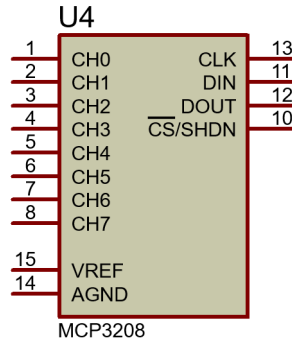 U4
1 CH0 CLK 13
2 CH1 DIN 11
3 CH2 DOUT 12
4 CH3 CS/SHDN 10
5 CH4
6 CH5
7 CH6
8 CH7
15 VREF
14 AGND
MCP3208